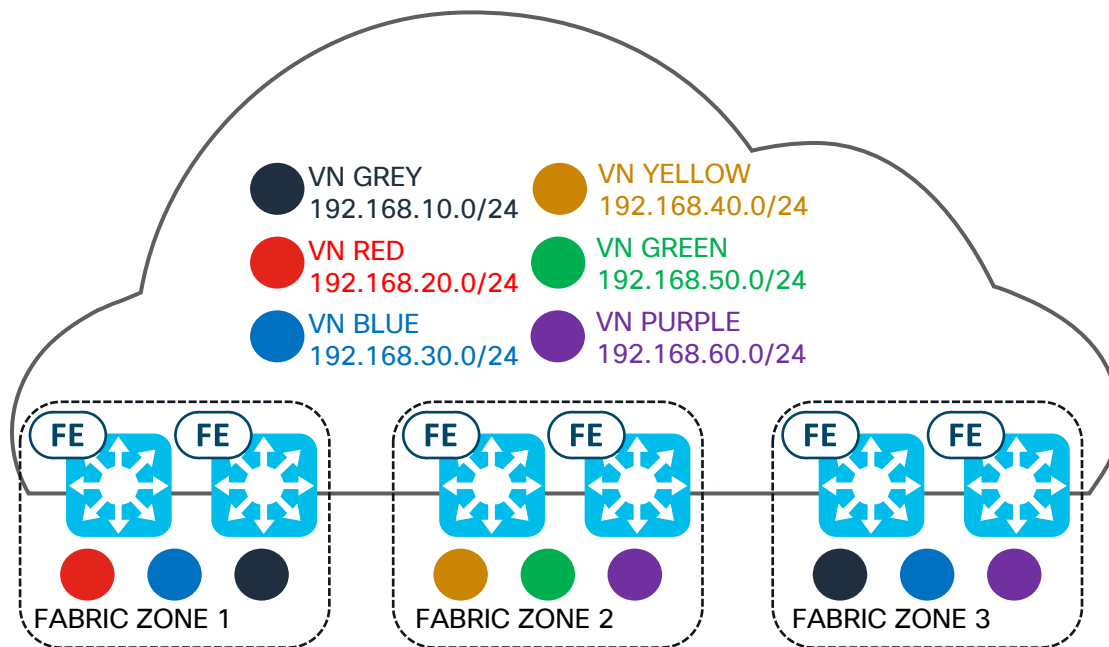 VN GREY
192.168.10.0/24
VN YELLOW
192.168.40.0/24
VN RED
192.168.20.0/24
VN GREEN
192.168.50.0/24
VN BLUE
192.168.30.0/24
VN PURPLE
192.168.60.0/24
FE
FE
FE
FE
FE
FE
FABRIC ZONE 1
FABRIC ZONE 2
FABRIC ZONE 3